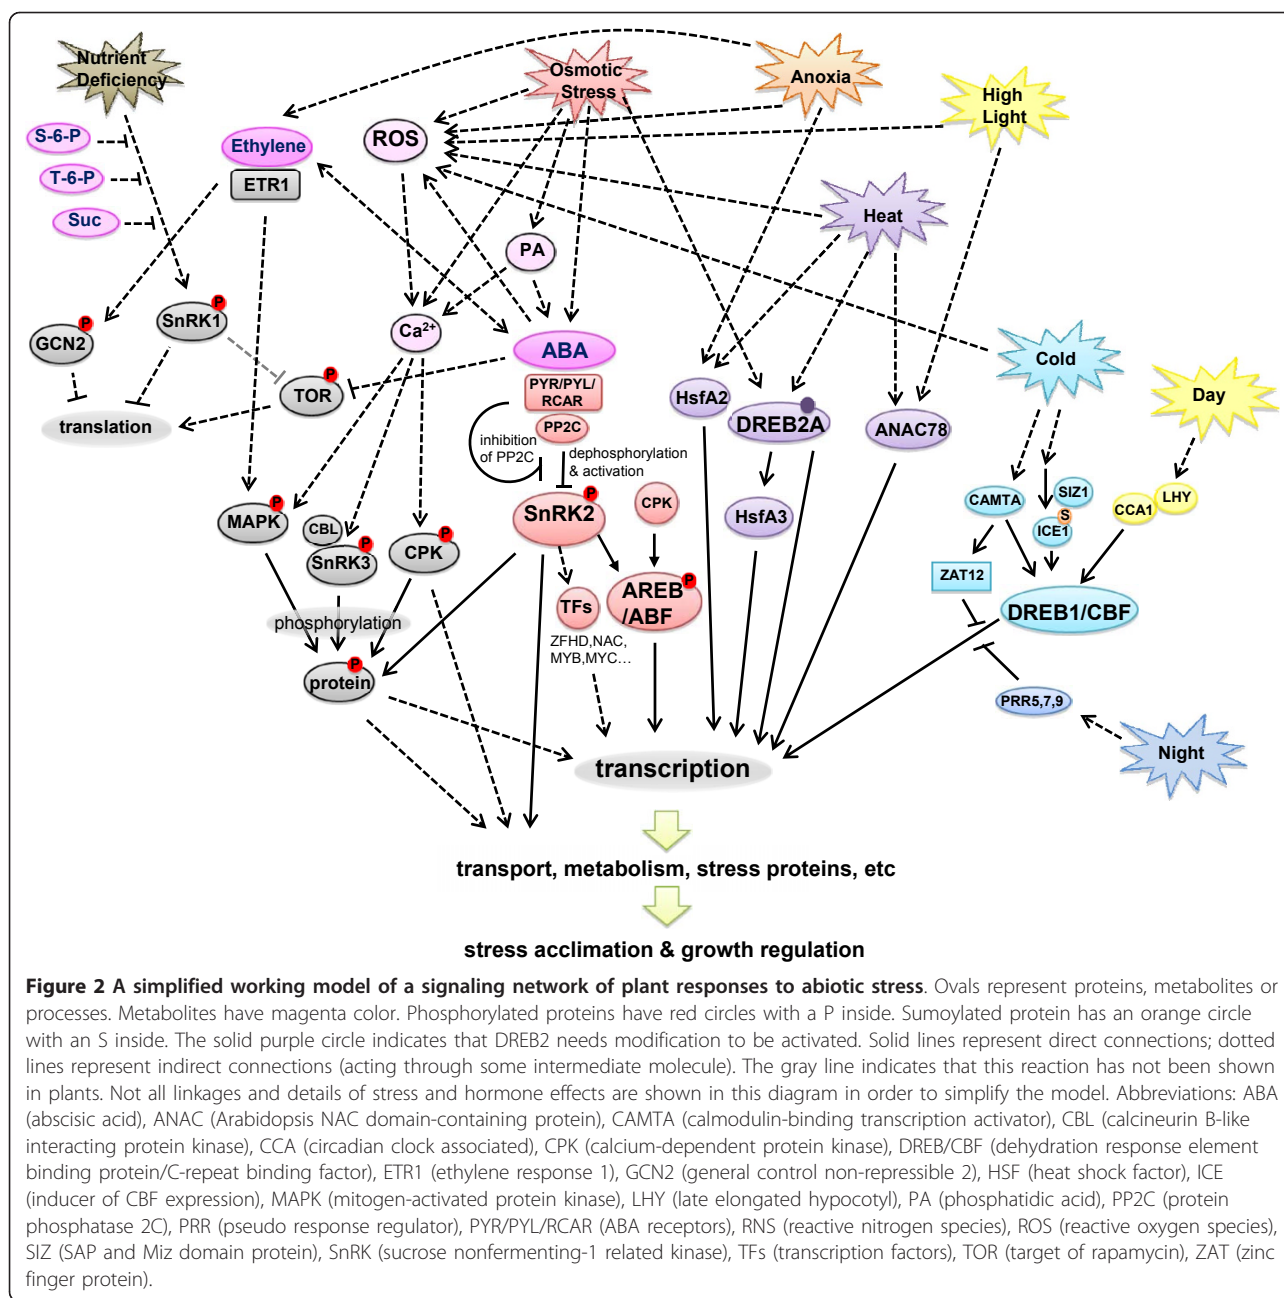 Nutrient
Deficiency
Osmotic
Stress
Anoxia
High
Light
S-6-P
T-6-P
Suc
Ethylene
ETR1
ROS
Heat
PA
P
SnRK1
P
GCN2
Ca2+
ABA
Cold
P
TOR
PYR/PYL/
RCAR
PP2C
HsfA2
DREB2A
ANAC78
Day
translation
inhibition
of PP2C
dephosphorylation
& activation
P
MAPK
CBL
P
SnRK3
P
CPK
P
SnRK2
CPK
HsfA3
CAMTA
SIZ1
S
ICE1
LHY
CCA1
ZAT12
TFs
P
AREB
/ABF
DREB1/CBF
phosphorylation
ZFHD,NAC,
MYB,MYC...
P
protein
PRR5,7,9
Night
transcription
transport, metabolism, stress proteins, etc
stress acclimation & growth regulation
Figure 2 A simplified working model of a signaling network of plant responses to abiotic stress. Ovals represent proteins, metabolites or
processes. Metabolites have magenta color. Phosphorylated proteins have red circles with a P inside. Sumoylated protein has an orange circle
with an S inside. The solid purple circle indicates that DREB2 needs modification to be activated. Solid lines represent direct connections; dotted
lines represent indirect connections (acting through some intermediate molecule). The gray line indicates that this reaction has not been shown
in plants. Not all linkages and details of stress and hormone effects are shown in this diagram in order to simplify the model. Abbreviations: ABA
(abscisic acid), ANAC (Arabidopsis NAC domain-containing protein), CAMTA (calmodulin-binding transcription activator), CBL (calcineurin B-like
interacting protein kinase), CCA (circadian clock associated), CPK (calcium-dependent protein kinase), DREB/CBF (dehydration response element
binding protein/C-repeat binding factor), ETR1 (ethylene response 1), GCN2 (general control non-repressible 2), HSF (heat shock factor), ICE
(inducer of CBF expression), MAPK (mitogen-activated protein kinase), LHY (late elongated hypocotyl), PA (phosphatidic acid), PP2C (protein
phosphatase 2C), PRR (pseudo response regulator), PYR/PYL/RCAR (ABA receptors), RNS (reactive nitrogen species), ROS (reactive oxygen species),
SIZ (SAP and Miz domain protein), SnRK (sucrose nonfermenting-1 related kinase), TFs (transcription factors), TOR (target of rapamycin), ZAT (zinc
finger protein).